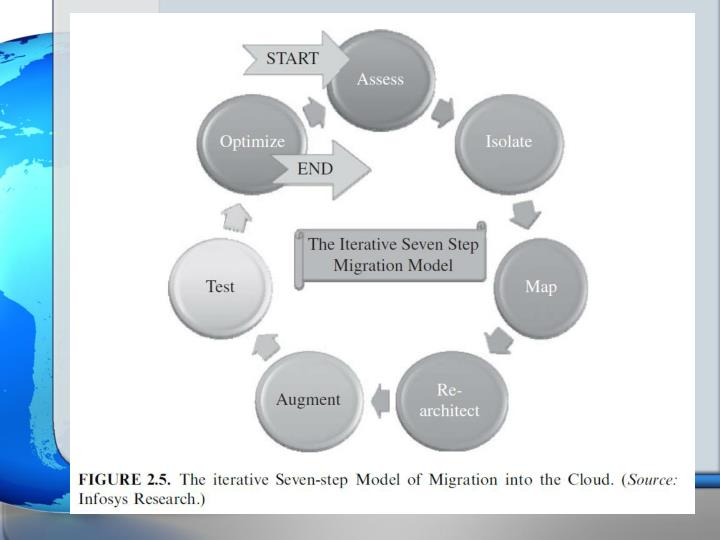 START
Assess
Isolate
Map
Re-
architect
Augment
Test
Optimize
END
The Iterative Seven Step
Migration Model
FIGURE 2.5. The iterative Seven-step Model of Migration into the Cloud. (Source:
Infosys Research.)